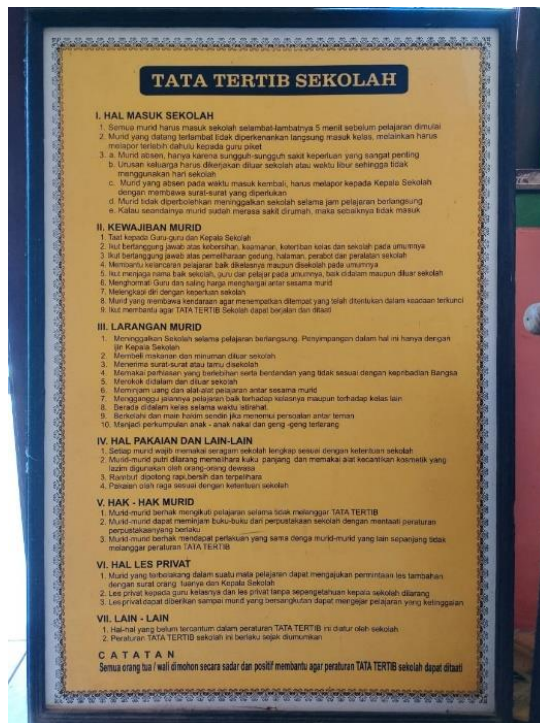 TATA TERTIB SEKOLAH
I. HAL MASUK SEKOLAH
1. Semua murid harus masuk sekolah selambat-lambatnya 5 menit sebelum pelajaran dimulai
2. Murid yang datang terlambat tidak diperkenankan langsung masuk kelas, melainkan harus
melapor terlebih dahulu kepada guru piket
3. a. Murid absen, hanya karena sungguh-sungguh sakit keperluan yang sangat penting
b. Urusan keluarga harus dikerjakan diluar sekolah atau waktu libur sehingga tidak
menggunakan hari sekolah
c. Murid yang absen pada waktu masuk kembali, harus melapor kepada Kepala Sekolah
dengan membawa surat-surat yang diperlukan
d. Murid tidak diperbolehkan meninggalkan sekolah selama jam pelajaran berlangsung
e. Kalau seandainya murid sudah merasa sakit dirumah, maka sebaiknya tidak masuk
II. KEWAJIBAN MURID
1. Taat kepada Guru-guru dan Kepala Sekolah
2. Ikut bertanggung jawab atas kebersihan, keamanan, ketertiban kelas dan sekolah pada umumnya
3. Ikut bertanggung jawab atas pemeliharaan gedung, halaman, perabot dan peralatan sekolah
4. Membantu kelancaran pelajaran baik dikelasnya maupun disekolah pada umumnya
5. Ikut menjaga nama baik sekolah, guru dan pelajar pada umumnya, baik didalam maupun diluar sekolah
6. Menghormati Guru dan saling harga menghargai antar sesama murid
7. Melengkapi diri dengan keperluan sekolah
8. Murid yang membawa kendaraan agar menempatkan ditempat yang telah ditentukan dalam keadaan terkunci
9. Ikut membantu agar TATA TERTIB Sekolah dapat berjalan dan ditaati
III. LARANGAN MURID
1. Meninggalkan Sekolah selama pelajaran berlangsung. Penyimpangan dalam hal ini hanya dengan
ijin Kepala Sekolah
2. Membeli makanan dan minuman diluar sekolah
3. Menerima surat-surat atau tamu disekolah
4. Memakai perhiasan yang berlebihan serta berdandan yang tidak sesuai dengan kepribadian Bangsa
5. Merokok didalam dan diluar sekolah
6. Meminjam uang dan alat-alat pelajaran antar sesama murid
7. Mengganggu jalannya pelajaran baik terhadap kelasnya maupun terhadap kelas lain
8. Berada didalam kelas selama waktu istirahat.
9. Berkelahi dan main hakim sendiri jika menemui persoalan antar teman
10. Menjadi perkumpulan anak - anak nakal dan geng -geng terlarang
IV. HAL PAKAIAN DAN LAIN-LAIN
1. Setiap murid wajib memakai seragam sekolah lengkap sesuai dengan ketentuan sekolah
2. Murid-murid putri dilarang memelihara kuku panjang dan memakai alat kecantikan kosmetik yang
lazim digunakan oleh orang-orang dewasa
3. Rambut dipotong rapi,bersih dan terpelihara
4. Pakaian olah raga sesuai dengan ketentuan sekolah
V. HAK - HAK MURID
1. Murid-murid berhak mengikuti pelajaran selama tidak melanggar TATA TERTIB
2. Murid-murid dapat meminjam buku-buku dari perpustakaan sekolah dengan mentaati peraturan
perpustakaanyang berlaku
3. Murid-murid berhak mendapat perlakuan yang sama denga murid-murid yang lain sepanjang tidak
melanggar peraturan TATA TERTIB
VI. HAL LES PRIVAT
1. Murid yang terbelakang dalam suatu mata pelajaran dapat mengajukan permintaan les tambahan
dengan surat orang tuanya dan Kepala Sekolah
2. Les privat kepada guru kelasnya dan les privat tanpa sepengetahuan kepala sekolah dilarang
3. Les privat dapat diberikan sampai murid yang bersangkutan dapat mengejar pelajaran yang ketinggalan
VII. LAIN - LAIN
1. Hal-hal yang belum tercantum dalam peraturan TATA TERTIB ini diatur oleh sekolah
2. Peraturan TATA TERTIB sekolah ini berlaku sejak diumumkan
C A T A T A N
Semua orang tua / wali dimohon secara sadar dan positif membantu agar peraturan TATA TERTIB sekolah dapat ditaati